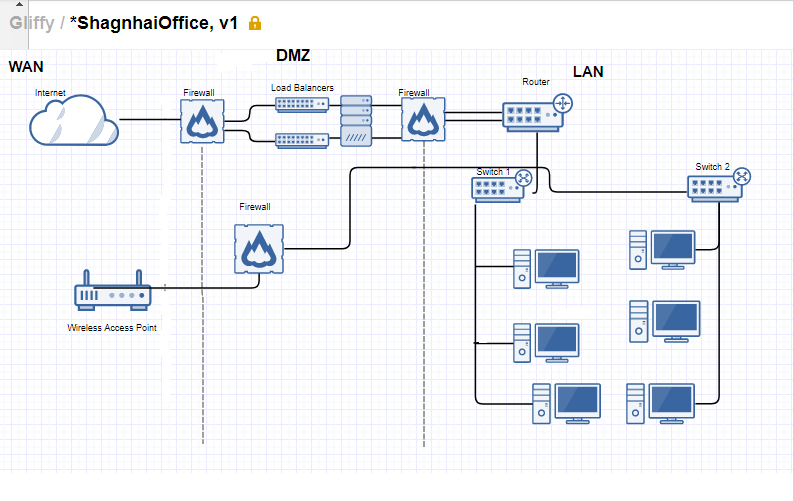 Gliffy / *ShagnhaiOffice, v1
WAN
DMZ
LAN
Internet
Firewall
Load Balancers
Firewall
Router
Switch 1
Switch 2
Firewall
Wireless Access Point